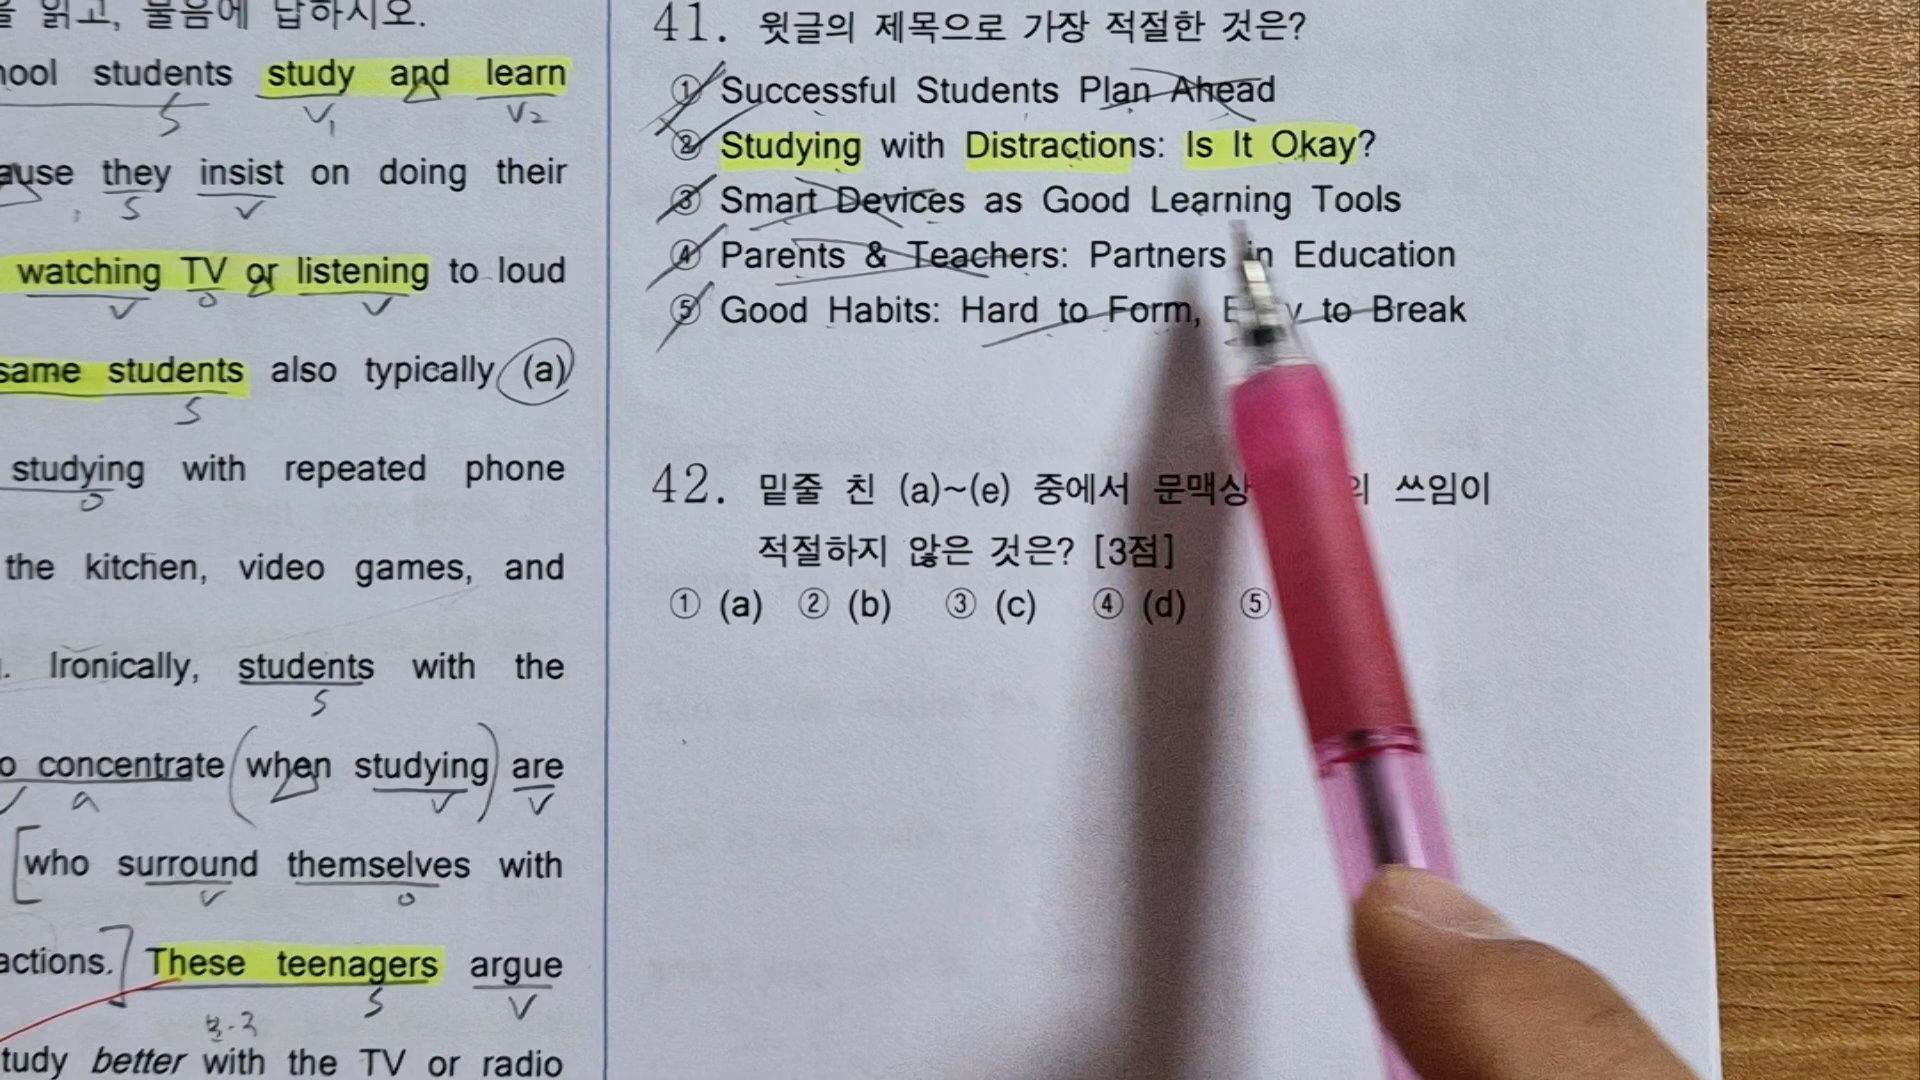 읽고, 물음에 답하시오.
students study and learn
S V₁ V₂
they insist on doing their
S V
watching TV or listening to loud
V O V
same students also typically (a)
S
studying with repeated phone
O
the kitchen, video games, and
. Ironically, students with the
S
concentrate (when studying) are
V a V V
[who surround themselves with
V O
These teenagers argue
S V
better with the TV or radio
41. 윗글의 제목으로 가장 적절한 것은?
① Successful Students Plan Ahead
② Studying with Distractions: Is It Okay?
③ Smart Devices as Good Learning Tools
④ Parents & Teachers: Partners in Education
⑤ Good Habits: Hard to Form, to Break
42. 밑줄 친 (a)~(e) 중에서 문맥상 쓰임이
적절하지 않은 것은? [3점]
① (a) ② (b) ③ (c) ④ (d) ⑤